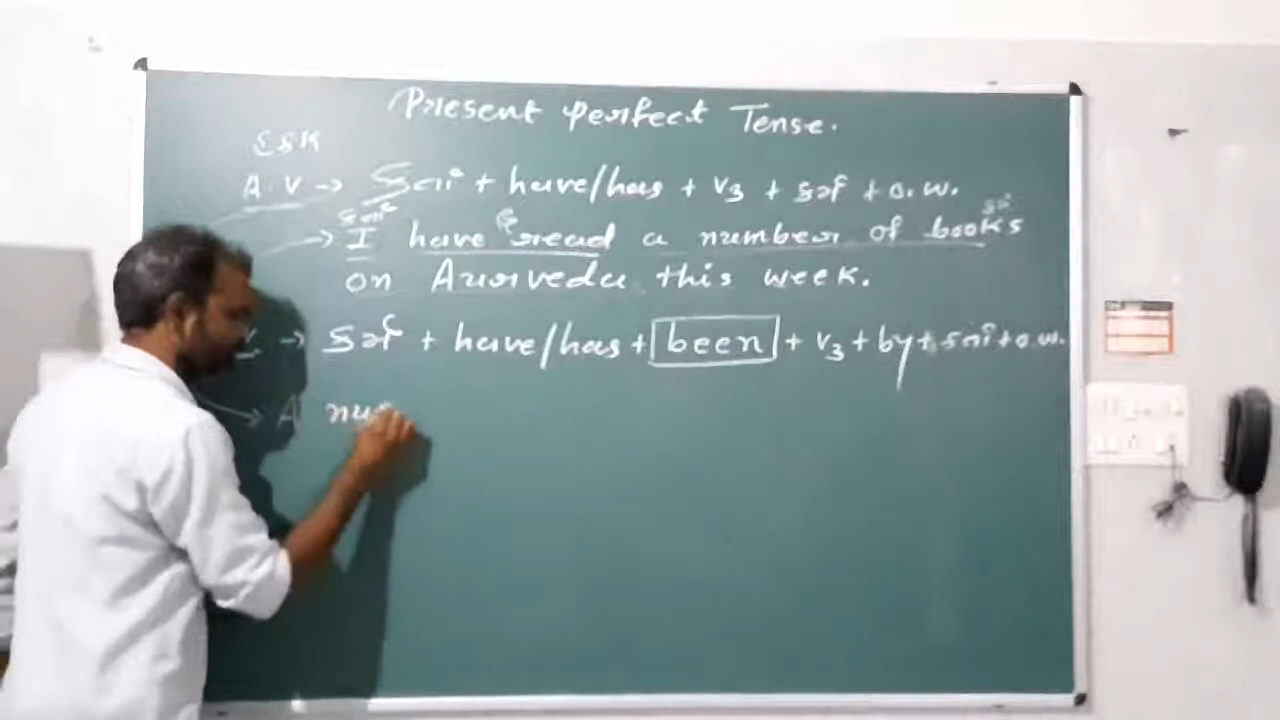 Present perfect Tense.
A.V → + have/has + V3 + + o.w.
→ I have read a number of books
on Ayurveda this week.
→ + have/has + been + V3 + by + + o.w.
→ A